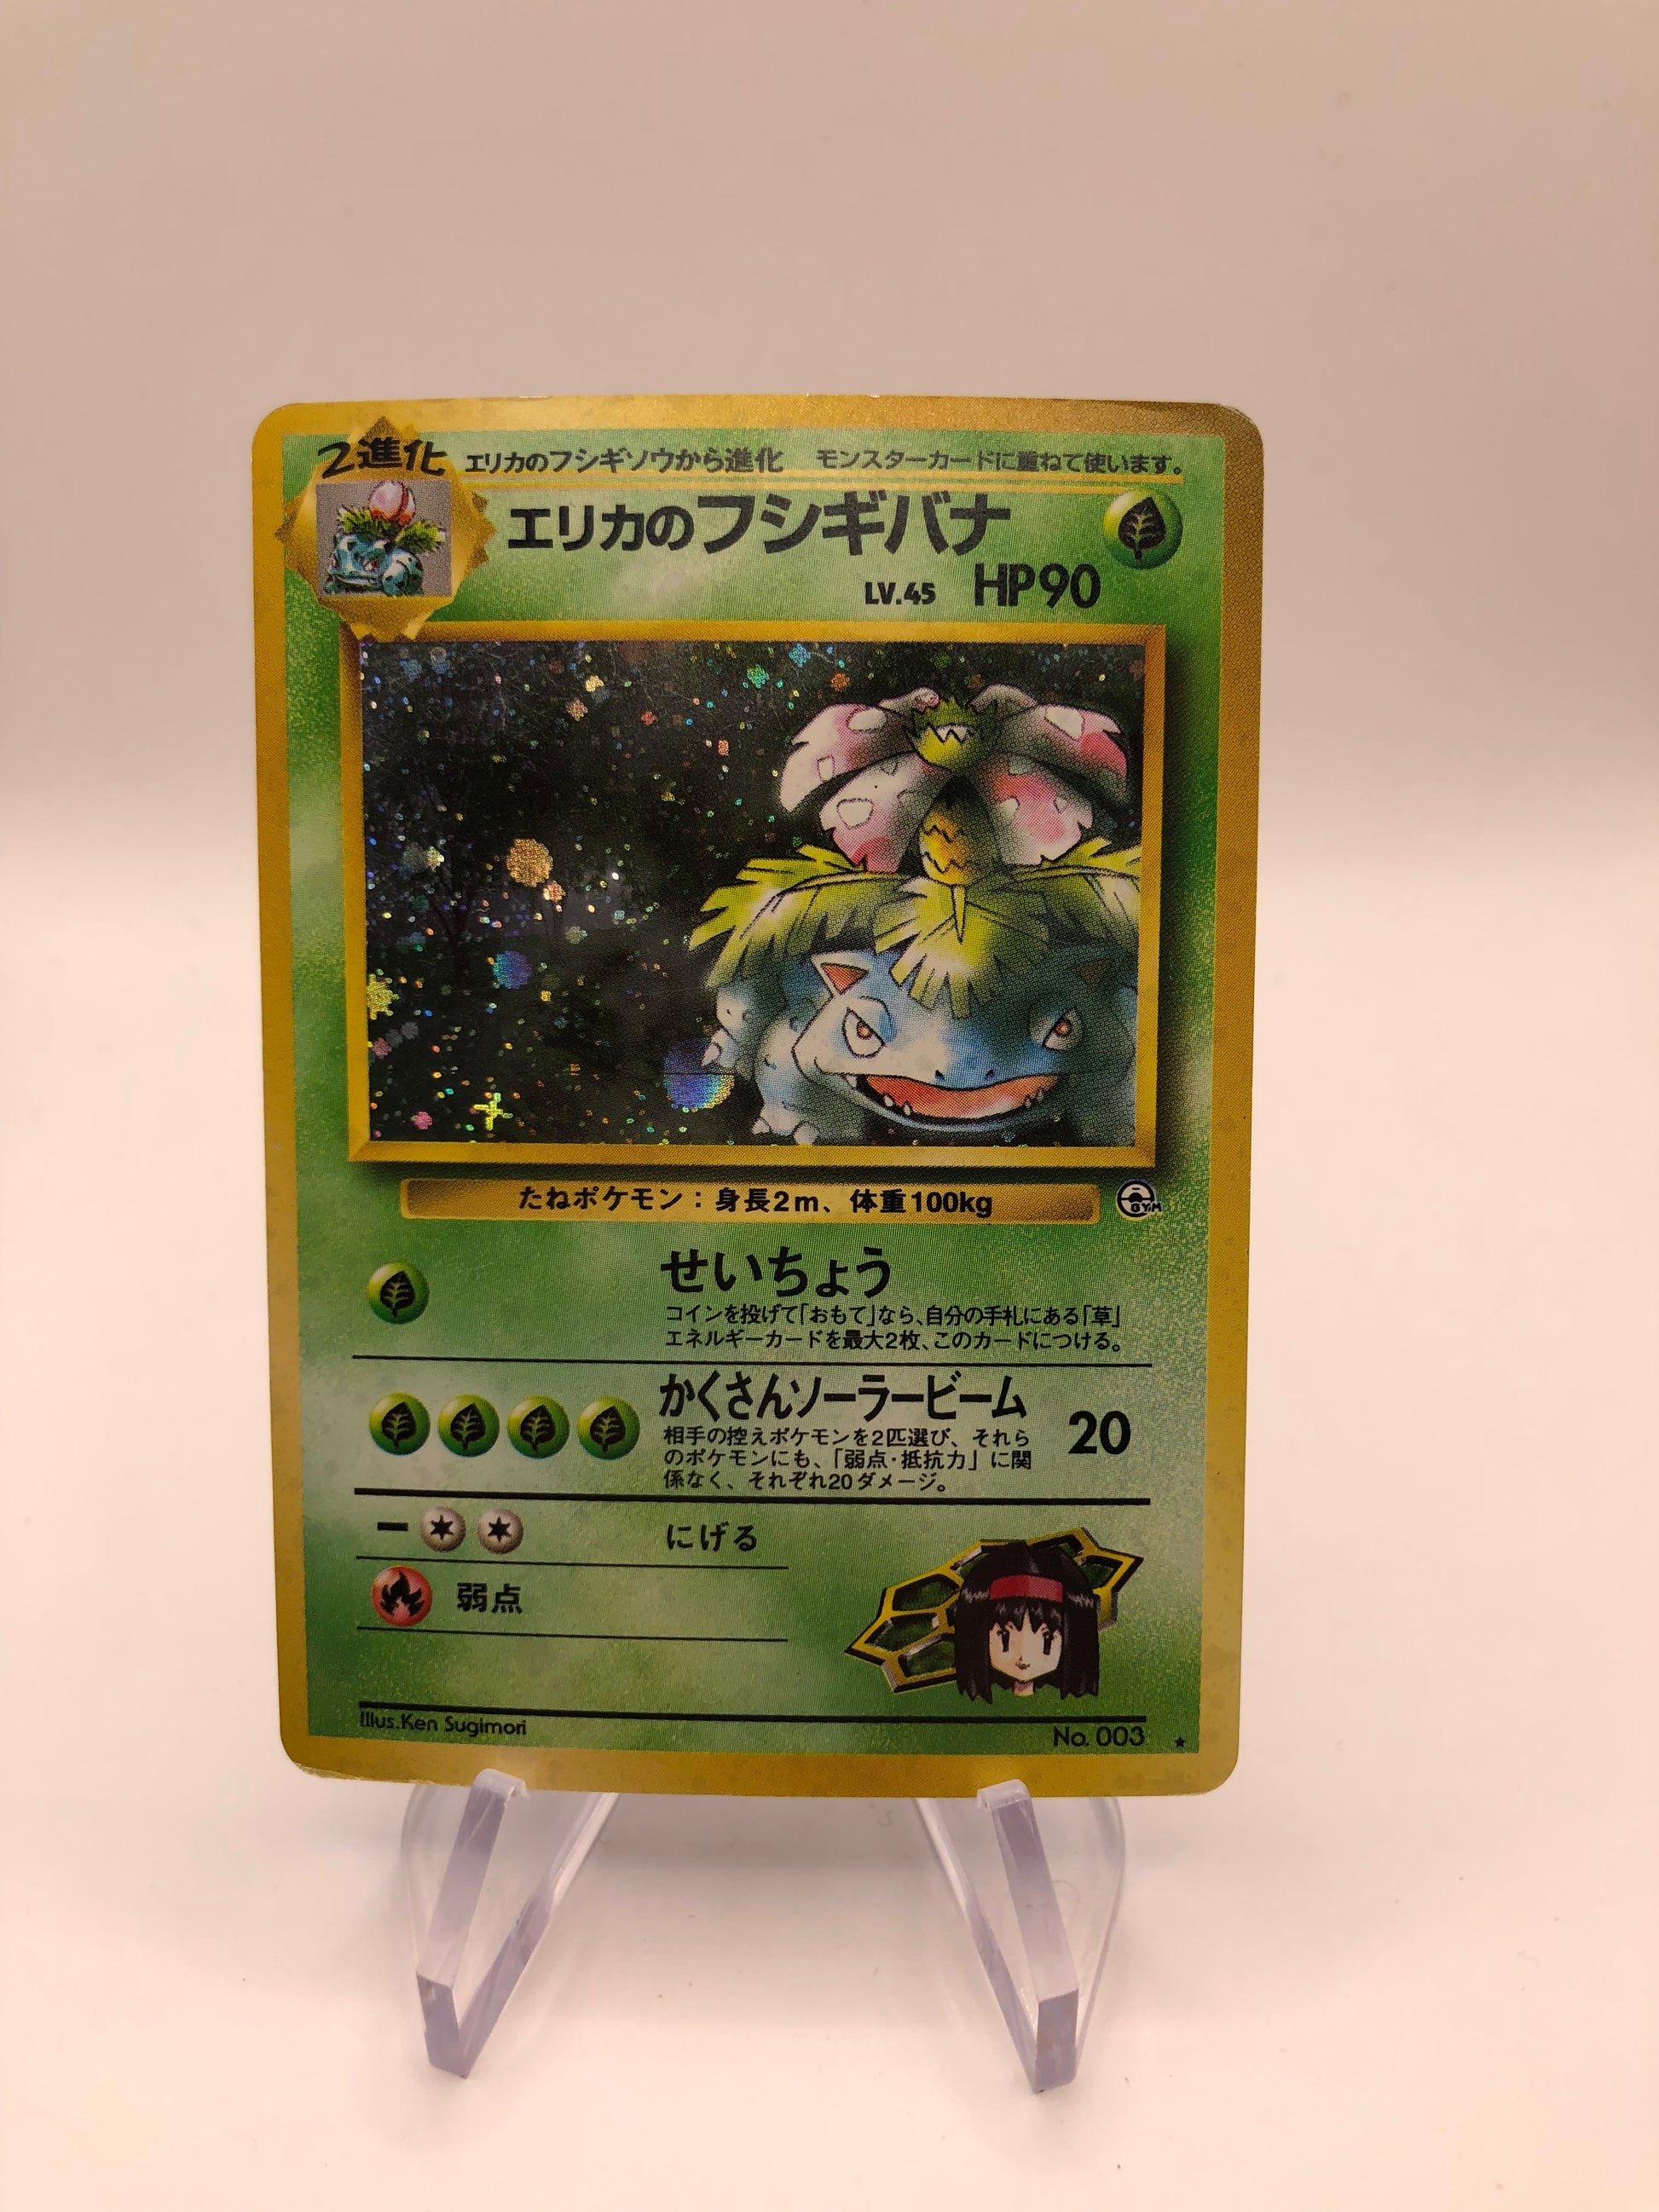 2進化 エリカのフシギソウから進化 モンスターカードに重ねて使います。
エリカのフシギバナ
LV.45 HP90
たねポケモン：身長2m、体重100kg
GYM
せいちょう
コインを投げて「おもて」なら、自分の手札にある「草」
エネルギーカードを最大2枚、このカードにつける。
かくさんソーラービーム 20
相手の控えポケモンを2匹選び、それら
のポケモンにも、「弱点・抵抗力」に関
係なく、それぞれ20ダメージ。
にげる
弱点
Illus.Ken Sugimori
No. 003 ★